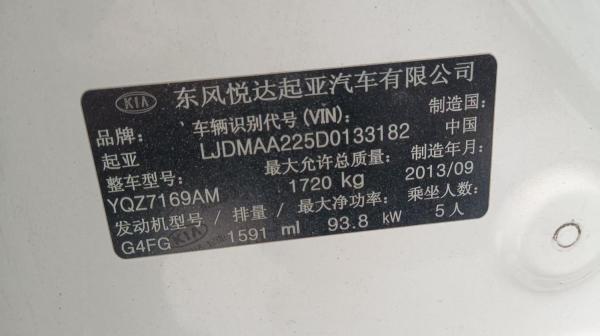 KIA 东风悦达起亚汽车有限公司
品牌: 车辆识别代号(VIN): 制造国:
起亚 LJDMAA225D0133182 中国
整车型号: 最大允许总质量: 制造年月:
YQZ7169AM 1720 kg 2013/09
发动机型号/排量/最大净功率: 乘坐人数:
G4FG 1591 ml 93.8 kW 5人
KIA